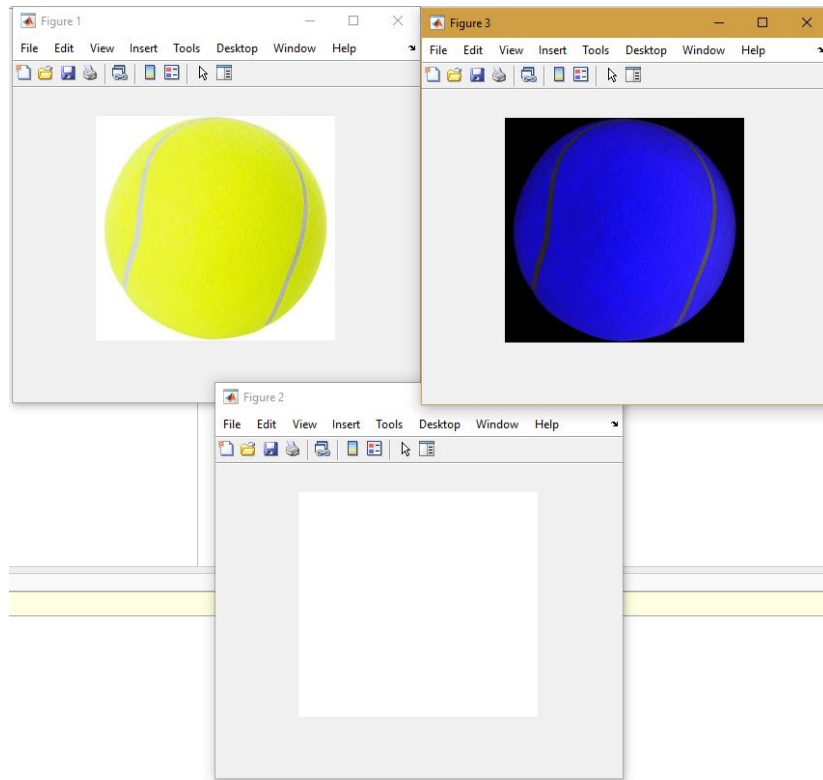 Figure 1
File Edit View Insert Tools Desktop Window Help
Figure 3
File Edit View Insert Tools Desktop Window Help
Figure 2
File Edit View Insert Tools Desktop Window Help